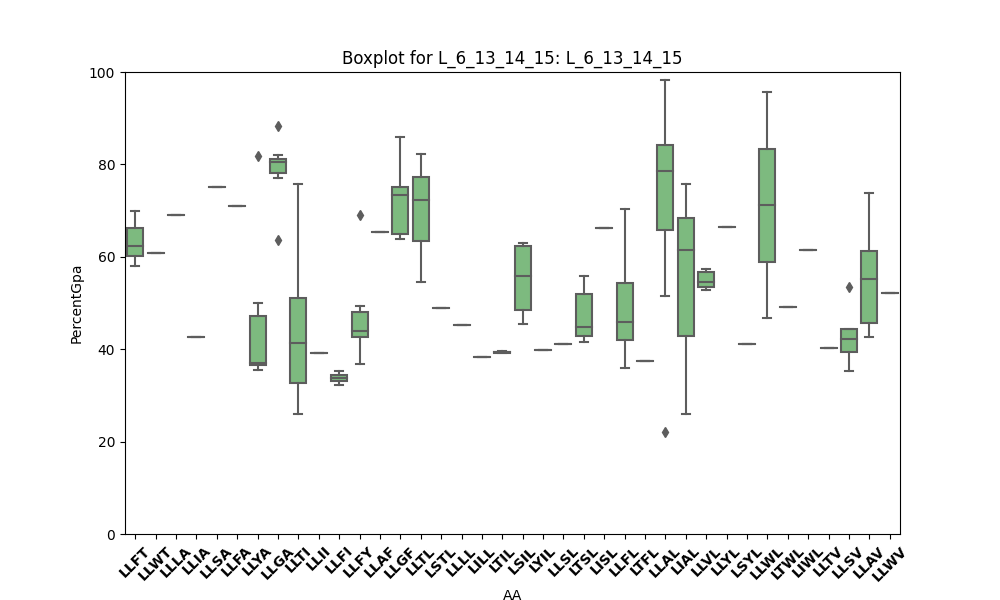 Boxplot for L_6_13_14_15: L_6_13_14_15
100
80
60
40
20
0
PercentGpa
LLFT LLWT LLLA LLIA LLSA LLFA LLYA LLGA LLTI LLII LLFI LLFY LLAF LLGF LLTL LSTL LLLL LILL LTIL LSIL LYIL LLSL LTSL LISL LLFL LTFL LLAL LIAL LLVL LLYL LSYL LLWL LTWL LIWL LLTV LLSV LLAV LLWV
AA